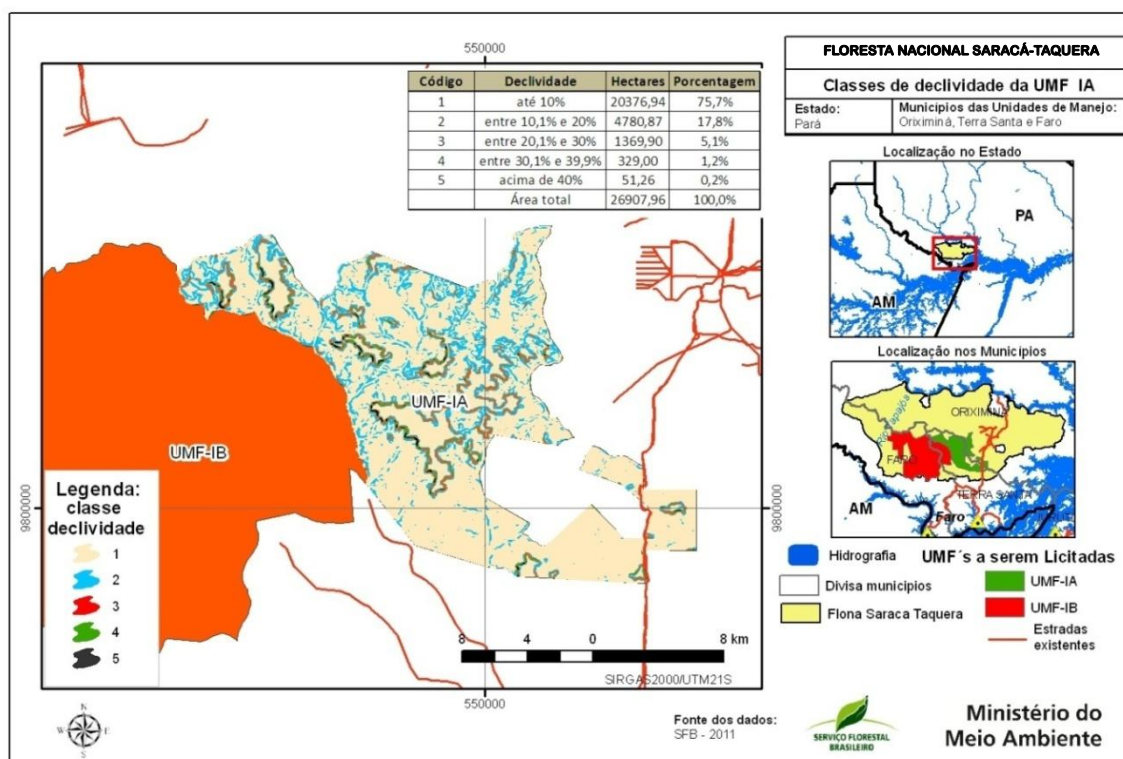 550000
Código Declividade Hectares Porcentagem
1 até 10% 20376,94 75,7%
2 entre 10,1% e 20% 4780,87 17,8%
3 entre 20,1% e 30% 1369,90 5,1%
4 entre 30,1% e 39,9% 329,00 1,2%
5 acima de 40% 51,26 0,2%
Área total 26907,96 100,0%
UMF-IA
UMF-IB
9800000
9800000
Legenda:
classe
declividade
1
2
3
4
5
8 4 0 8 km
SIRGAS2000/UTM21S
550000
N
W E
S
Fonte dos dados:
SFB - 2011
FLORESTA NACIONAL SARACÁ-TAQUERA
Classes de declividade da UMF IA
Estado:
Pará
Municípios das Unidades de Manejo:
Oriximiná, Terra Santa e Faro
Localização no Estado
PA
AM
Localização nos Municípios
ORIXIMINA
FARO
TERRA SANTA
AM
Faro
Hidrografia
Divisa municípios
Flona Saraca Taquera
UMF´s a serem Licitadas
UMF-IA
UMF-IB
Estradas
existentes
SERVIÇO FLORESTAL
BRASILEIRO
Ministério do
Meio Ambiente